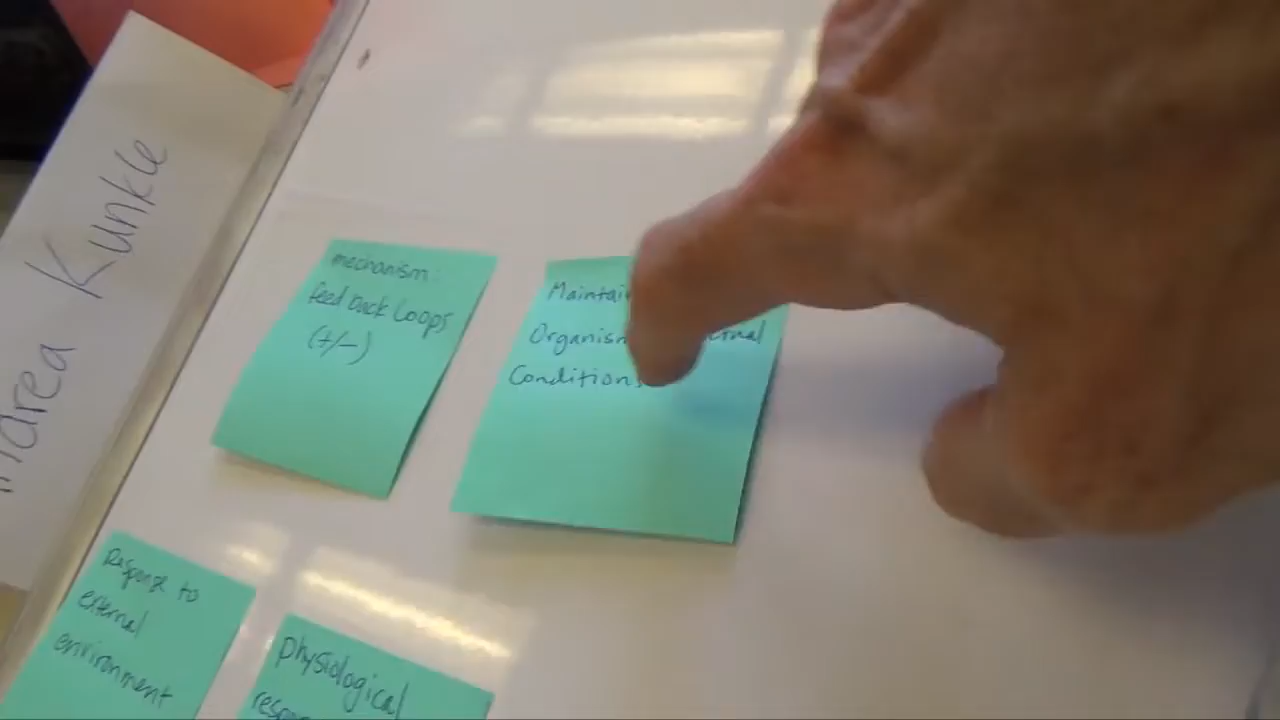 Kunkle
mechanism:
feed back Loops
(+/-)
Maintai
Organism
Conditions
Response to
external
environment
physiological